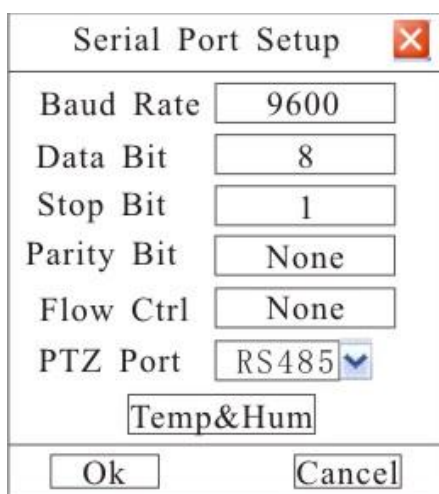 Serial Port Setup
Baud Rate 9600
Data Bit 8
Stop Bit 1
Parity Bit None
Flow Ctrl None
PTZ Port RS485
Temp&Hum
Ok Cancel